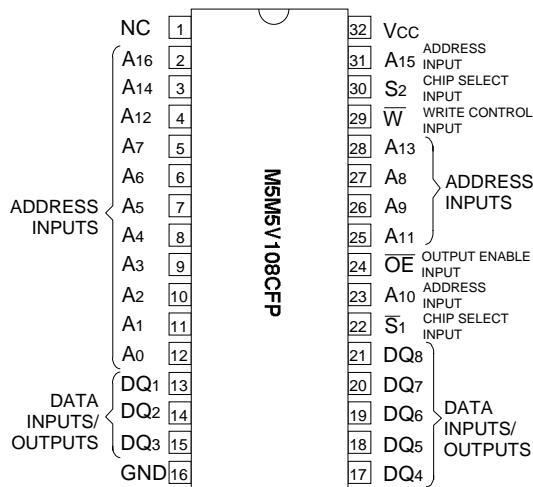 NC 1
A16 2
A14 3
A12 4
A7 5
A6 6
A5 7
A4 8
A3 9
A2 10
A1 11
A0 12
DQ1 13
DQ2 14
DQ3 15
GND 16
ADDRESS
INPUTS
DATA
INPUTS/
OUTPUTS
M5M5V108CFP
32 VCC
31 A15 ADDRESS
INPUT
30 S2 CHIP SELECT
INPUT
29 W̅ WRITE CONTROL
INPUT
28 A13
27 A8
26 A9
25 A11
ADDRESS
INPUTS
24 O̅E̅ OUTPUT ENABLE
INPUT
23 A10 ADDRESS
INPUT
22 S̅1 CHIP SELECT
INPUT
21 DQ8
20 DQ7
19 DQ6
18 DQ5
17 DQ4
DATA
INPUTS/
OUTPUTS